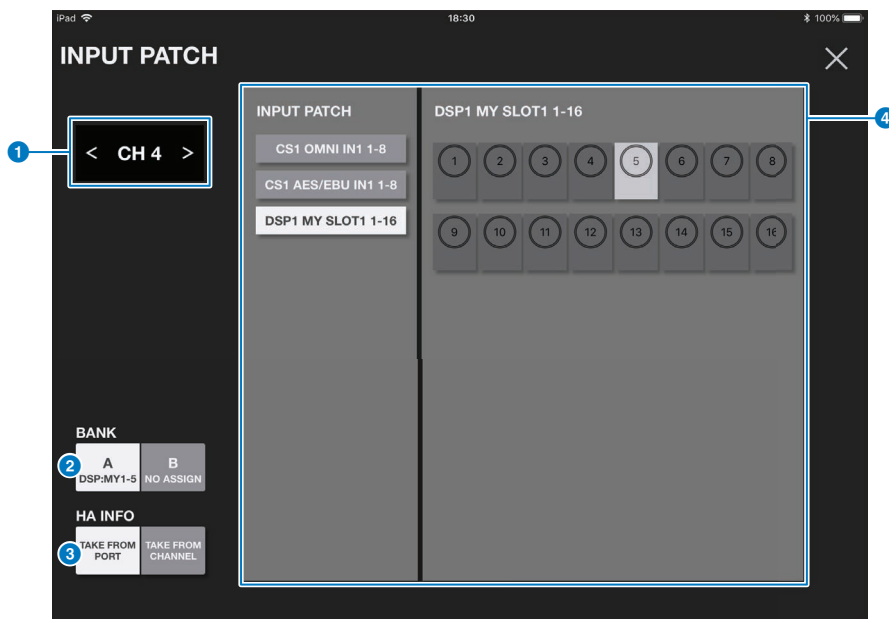 iPad 18:30 100%
INPUT PATCH
1 < CH 4 >
INPUT PATCH
CS1 OMNI IN1 1-8
CS1 AES/EBU IN1 1-8
DSP1 MY SLOT1 1-16
DSP1 MY SLOT1 1-16
1 2 3 4 5 6 7 8
9 10 11 12 13 14 15 16
4
BANK
2
A B
DSP:MY1-5 NO ASSIGN
HA INFO
3
TAKE FROM TAKE FROM
PORT CHANNEL